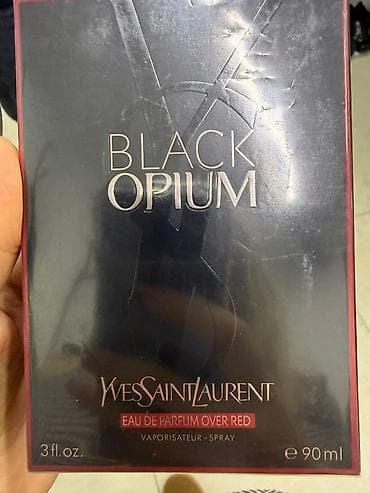 BLACK
OPIUM
YVESSAINTLAURENT
EAU DE PARFUM OVER RED
VAPORISATEUR - SPRAY
3 fl. oz. ℮ 90 ml